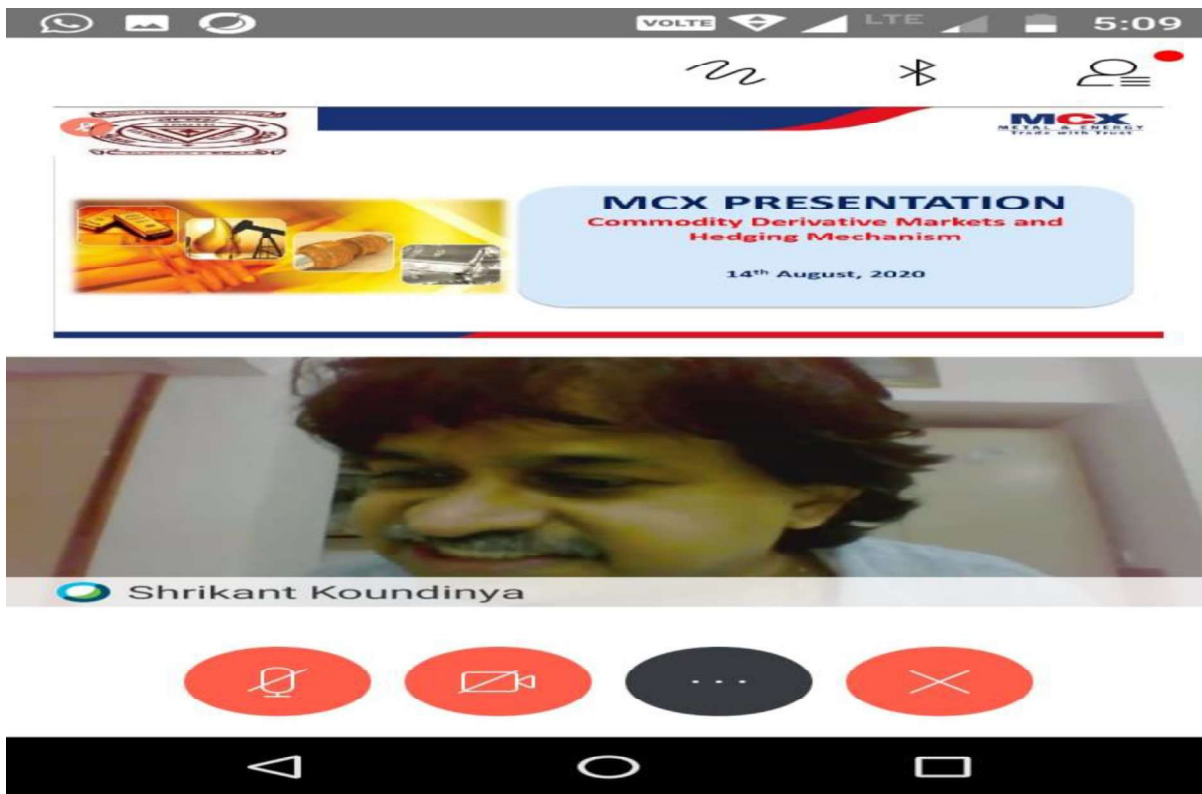 VOLTE LTE 5:09
MCX
METAL & ENERGY
Trade with Trust
MCX PRESENTATION
Commodity Derivative Markets and
Hedging Mechanism
14th August, 2020
Shrikant Koundinya